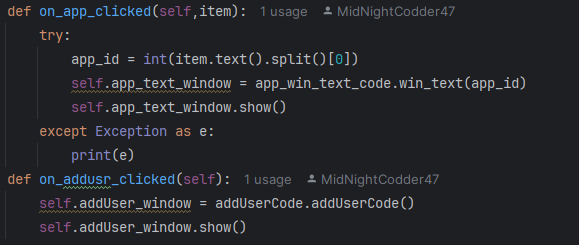 def on_app_clicked(self,item): 1 usage MidNightCodder47
try:
app_id = int(item.text().split()[0])
self.app_text_window = app_win_text_code.win_text(app_id)
self.app_text_window.show()
except Exception as e:
print(e)
def on_addusr_clicked(self): 1 usage MidNightCodder47
self.addUser_window = addUserCode.addUserCode()
self.addUser_window.show()